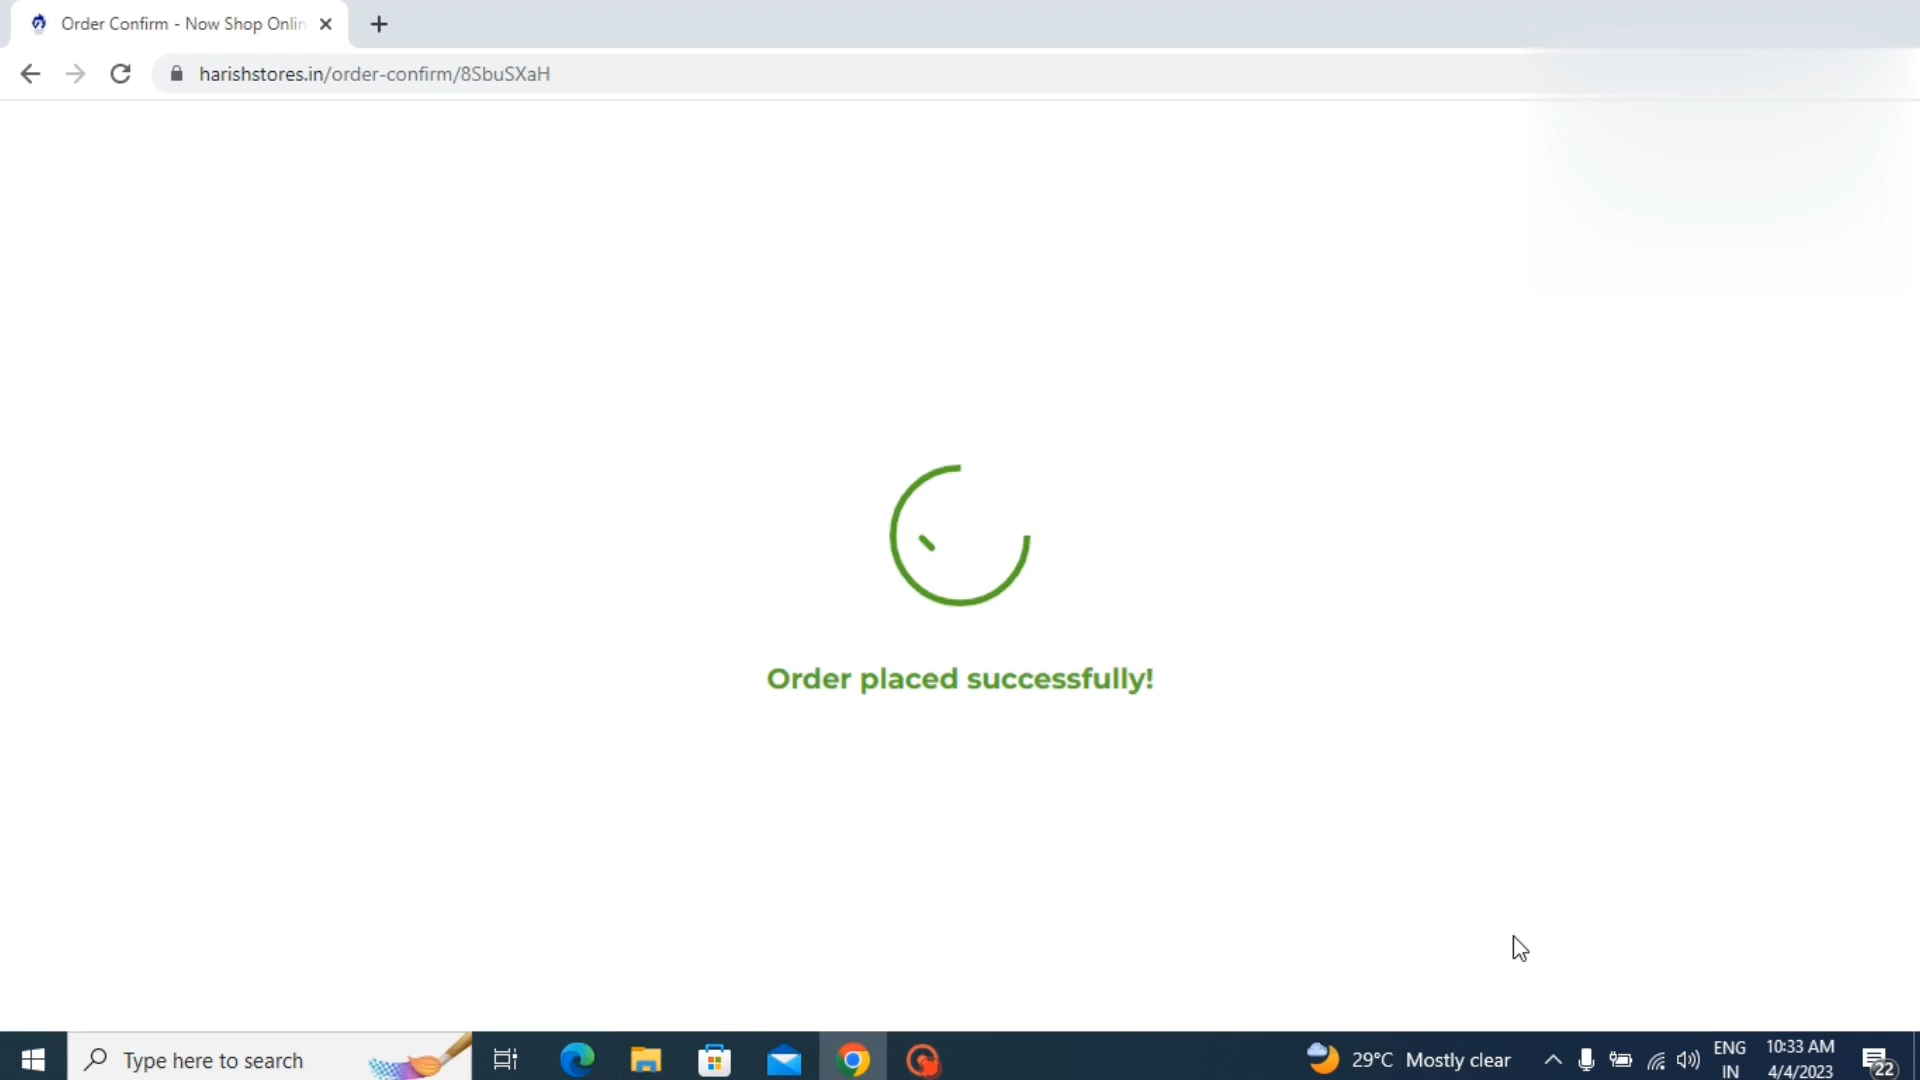 Order Confirm - Now Shop Onlin
harishstores.in/order-confirm/8SbuSXaH
Order placed successfully!
Type here to search
29°C Mostly clear
ENG
IN
10:33 AM
4/4/2023
22